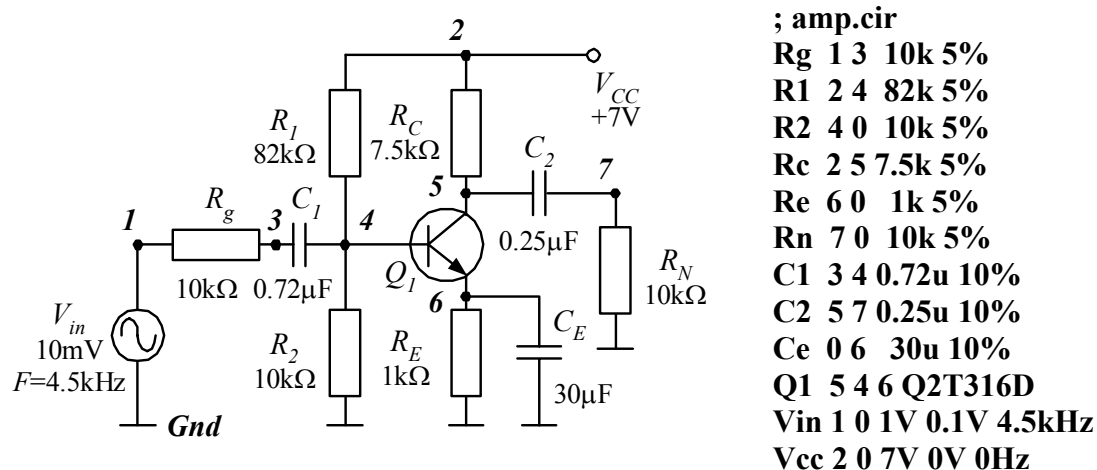 2
V_CC
+7V
R_1
82kΩ
R_C
7.5kΩ
C_2
5
7
0.25μF
R_N
10kΩ
1
R_g
3
C_1
4
10kΩ
0.72μF
Q_1
6
V_in
10mV
F=4.5kHz
R_2
10kΩ
R_E
1kΩ
C_E
30μF
Gnd
; amp.cir
Rg 1 3 10k 5%
R1 2 4 82k 5%
R2 4 0 10k 5%
Rc 2 5 7.5k 5%
Re 6 0 1k 5%
Rn 7 0 10k 5%
C1 3 4 0.72u 10%
C2 5 7 0.25u 10%
Ce 0 6 30u 10%
Q1 5 4 6 Q2T316D
Vin 1 0 1V 0.1V 4.5kHz
Vcc 2 0 7V 0V 0Hz